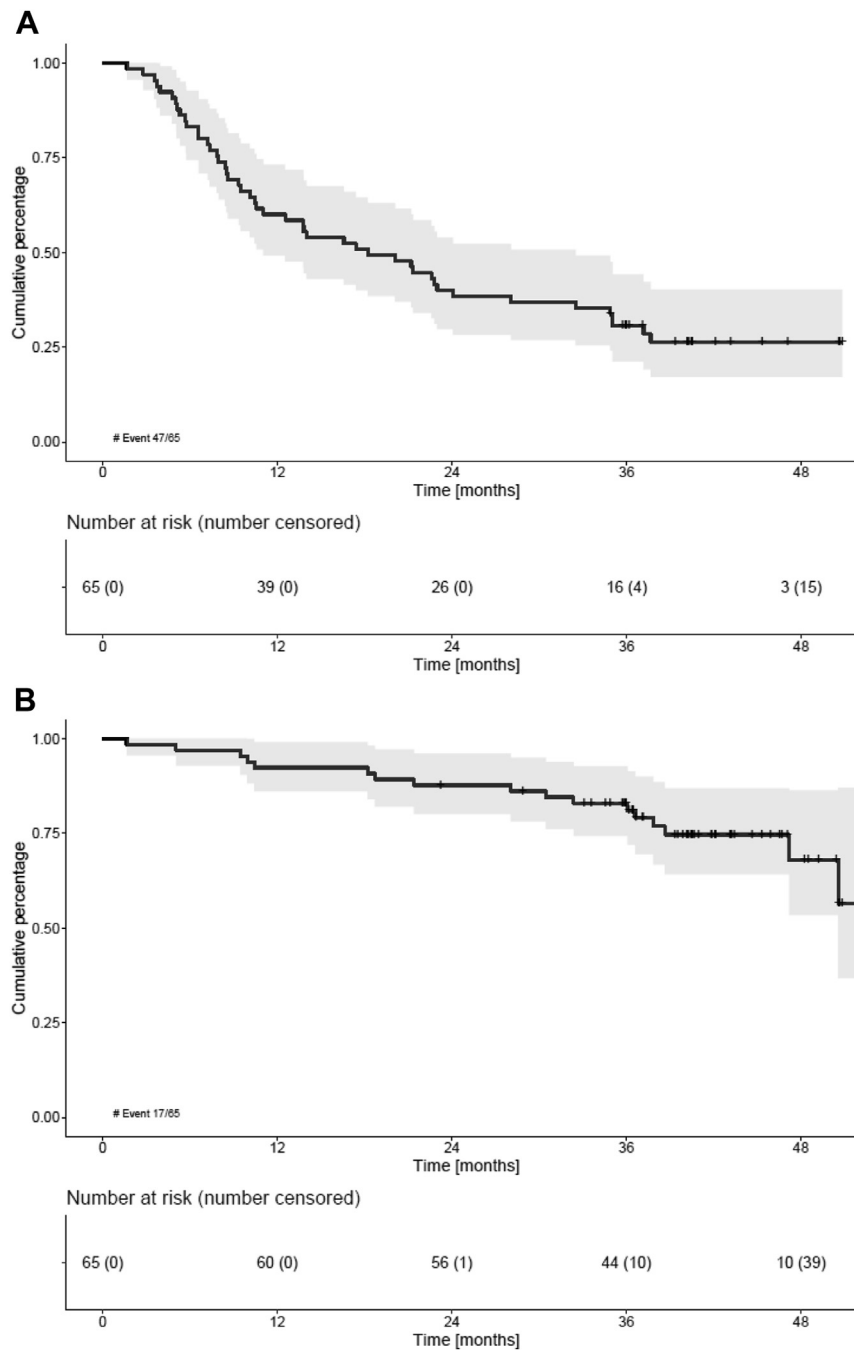 A
1.00
0.75
0.50
0.25
0.00
Cumulative percentage
# Event 47/65
0 12 24 36 48
Time [months]
Number at risk (number censored)
65 (0) 39 (0) 26 (0) 16 (4) 3 (15)
0 12 24 36 48
Time [months]
B
1.00
0.75
0.50
0.25
0.00
Cumulative percentage
# Event 17/65
0 12 24 36 48
Time [months]
Number at risk (number censored)
65 (0) 60 (0) 56 (1) 44 (10) 10 (39)
0 12 24 36 48
Time [months]